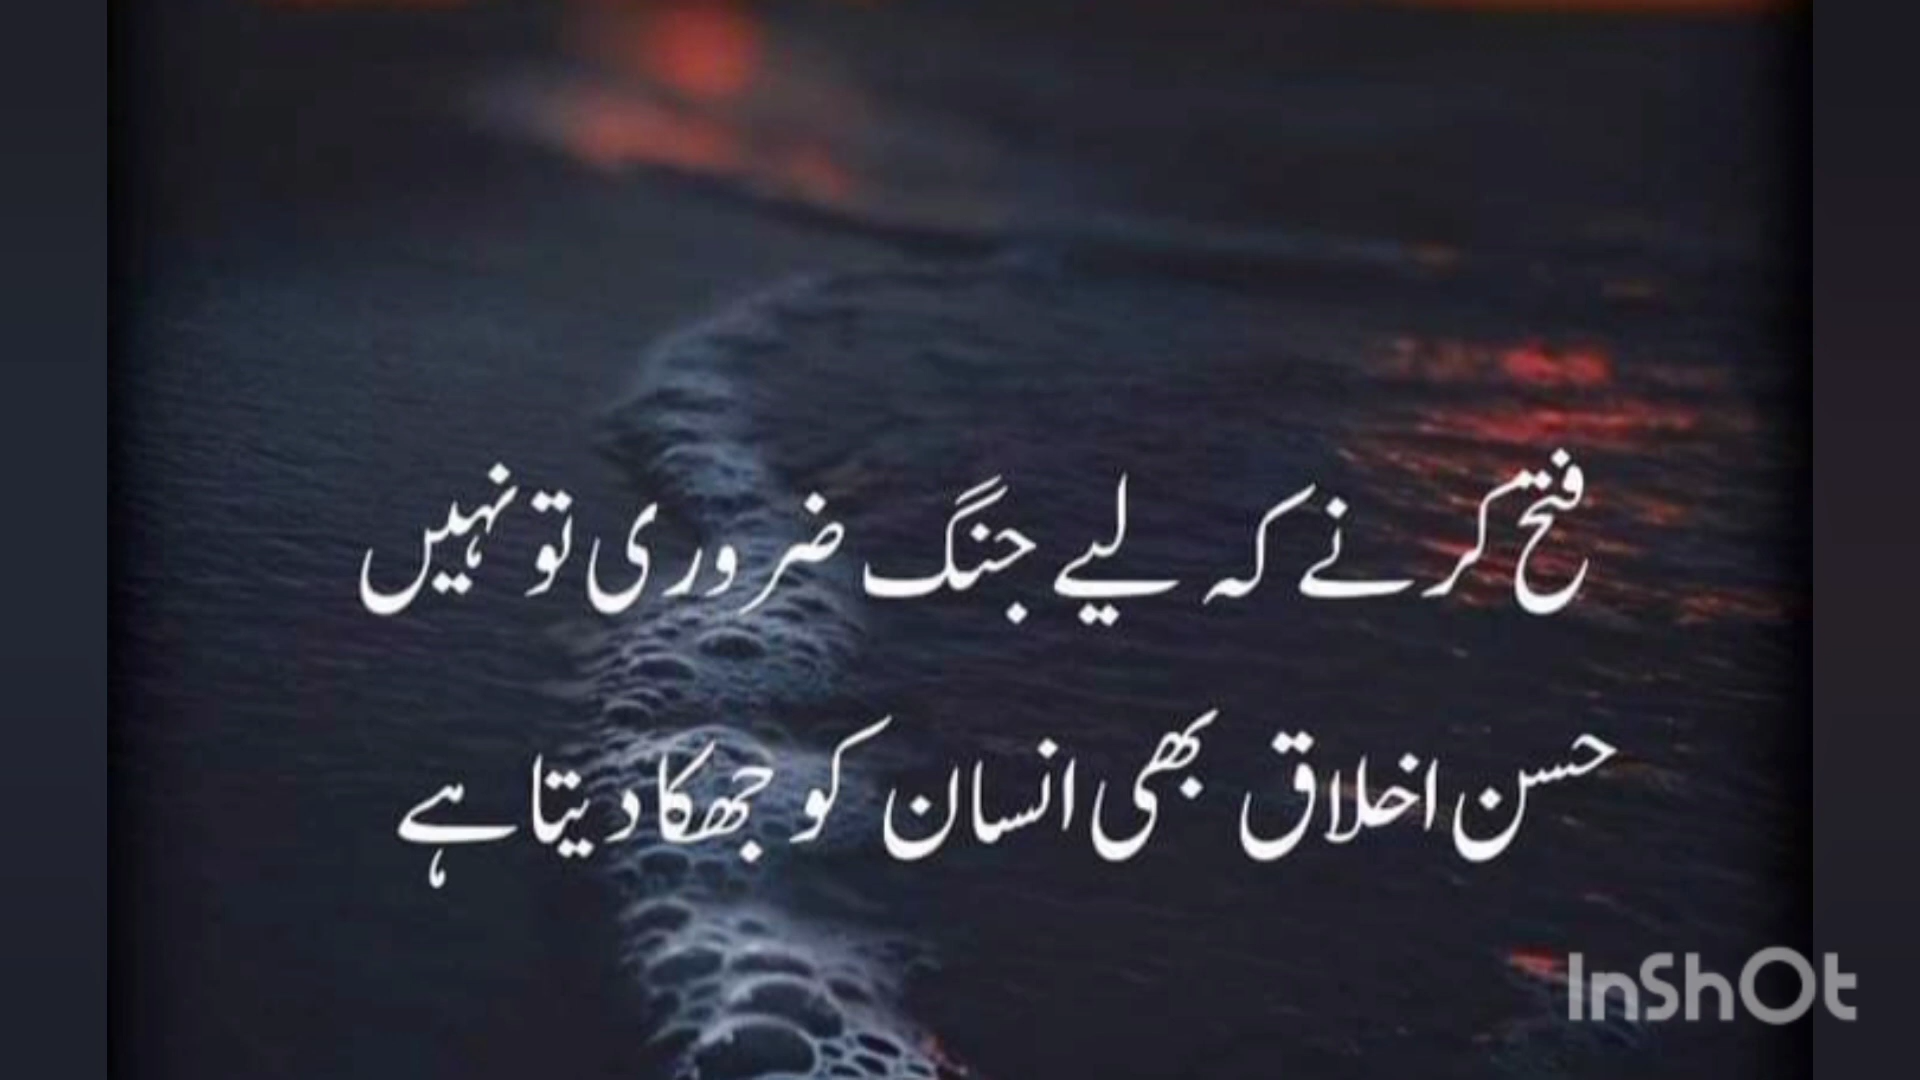 فتح کرنے کہ لیے جنگ ضروری تو نہیں
حسن اخلاق بھی انسان کو جھکا دیتا ہے
InShOt